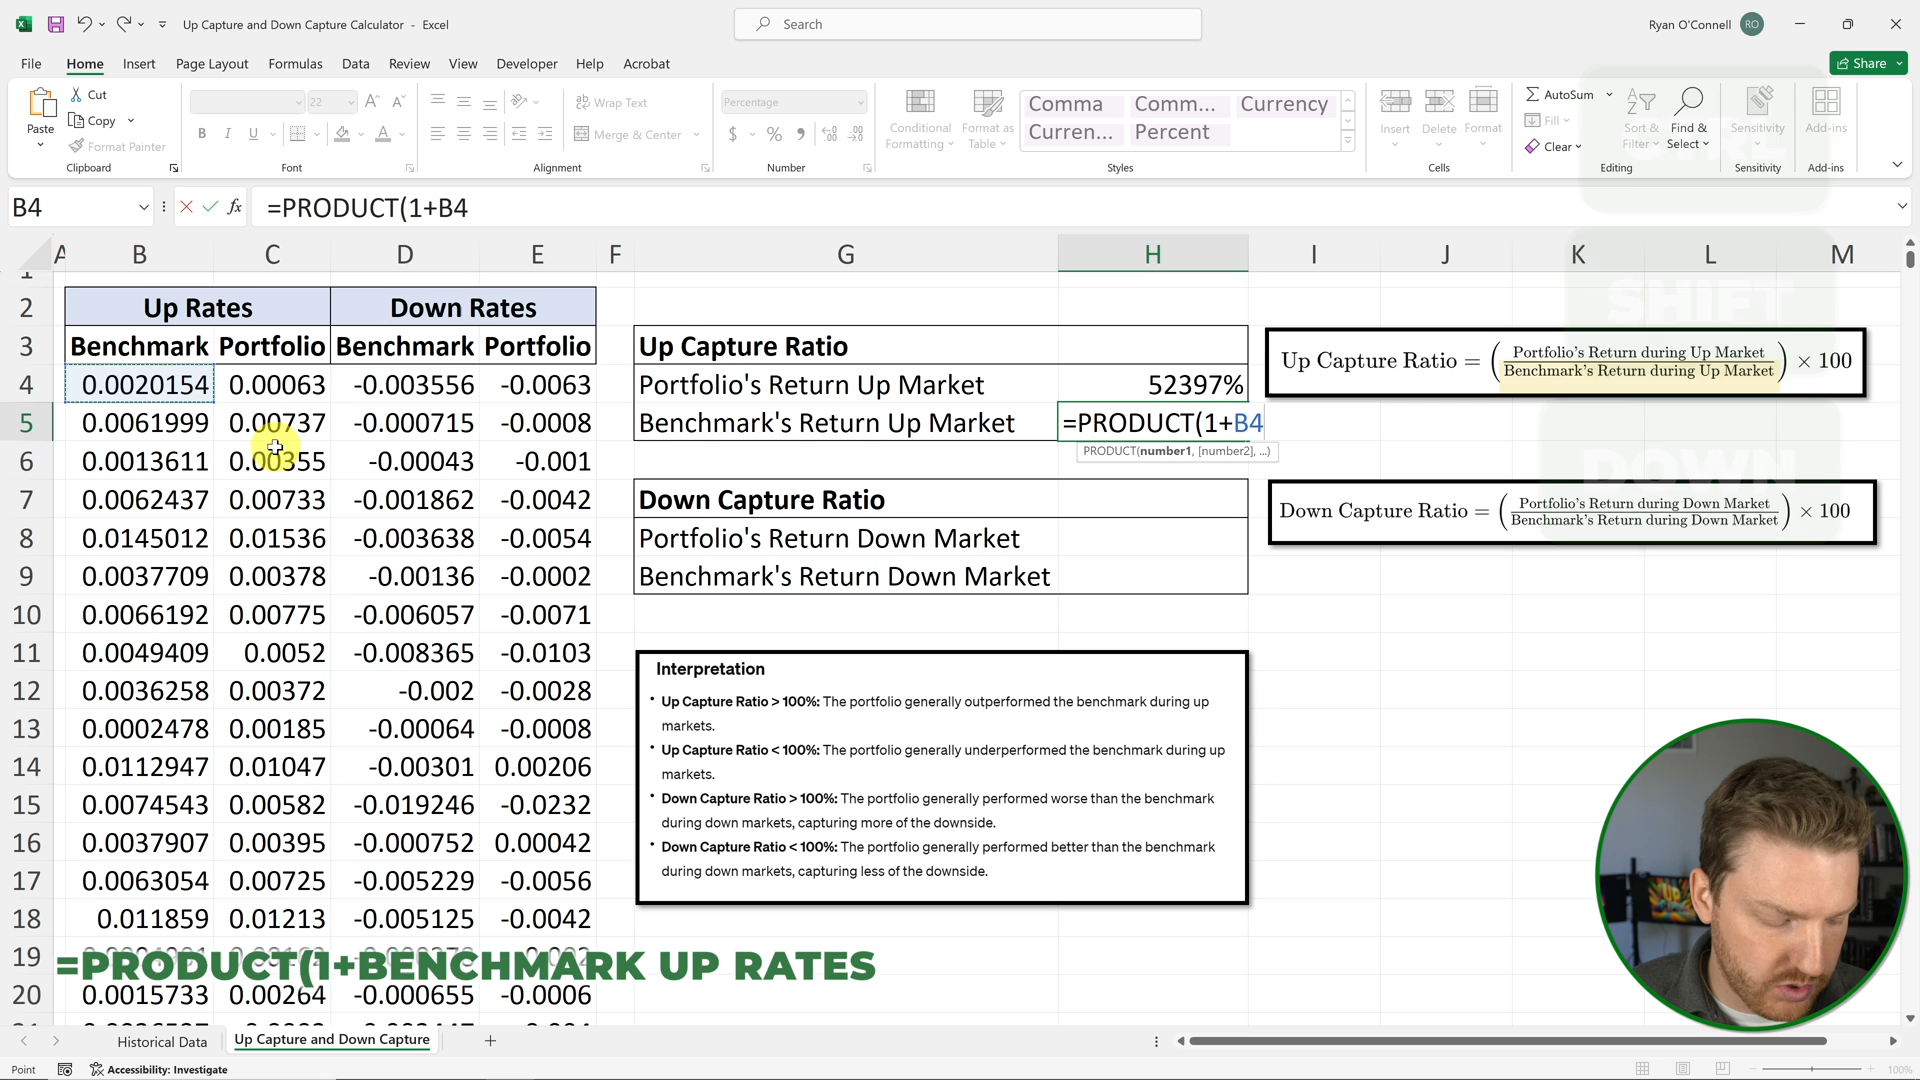 Up Capture and Down Capture Calculator - Excel
Search
Ryan O'Connell
RO
File
Home
Insert
Page Layout
Formulas
Data
Review
View
Developer
Help
Acrobat
Share
Paste
Cut
Copy
Format Painter
Clipboard
22
B I U
Font
Wrap Text
Merge & Center
Alignment
Percentage
$ % ,
Number
Conditional Formatting
Format as Table
Comma Comm... Currency
Curren... Percent
Styles
Insert
Delete
Format
Cells
AutoSum
Fill
Clear
Sort & Filter
Find & Select
Editing
Sensitivity
Sensitivity
Add-ins
Add-ins
B4
fx
=PRODUCT(1+B4
A B C D E F G H I J K L M
1
2 Up Rates Down Rates
3 Benchmark Portfolio Benchmark Portfolio
4 0.0020154 0.00063 -0.003556 -0.0063
5 0.0061999 0.00737 -0.000715 -0.0008
6 0.0013611 0.00355 -0.00043 -0.001
7 0.0062437 0.00733 -0.001862 -0.0042
8 0.0145012 0.01536 -0.003638 -0.0054
9 0.0037709 0.00378 -0.00136 -0.0002
10 0.0066192 0.00775 -0.006057 -0.0071
11 0.0049409 0.0052 -0.008365 -0.0103
12 0.0036258 0.00372 -0.002 -0.0028
13 0.0002478 0.00185 -0.00064 -0.0008
14 0.0112947 0.01047 -0.00301 0.00206
15 0.0074543 0.00582 -0.019246 -0.0232
16 0.0037907 0.00395 -0.000752 0.00042
17 0.0063054 0.00725 -0.005229 -0.0056
18 0.011859 0.01213 -0.005125 -0.0042
19
=PRODUCT(1+BENCHMARK UP RATES
20 0.0015733 0.00264 -0.000655 -0.0006
Up Capture Ratio
Portfolio's Return Up Market 52397%
Benchmark's Return Up Market =PRODUCT(1+B4
PRODUCT(number1, [number2], ...)
Down Capture Ratio
Portfolio's Return Down Market
Benchmark's Return Down Market
SHIFT
DOWN
Up Capture Ratio = (Portfolio's Return during Up Market / Benchmark's Return during Up Market) × 100
Down Capture Ratio = (Portfolio's Return during Down Market / Benchmark's Return during Down Market) × 100
Interpretation
• Up Capture Ratio > 100%: The portfolio generally outperformed the benchmark during up
markets.
• Up Capture Ratio < 100%: The portfolio generally underperformed the benchmark during up
markets.
• Down Capture Ratio > 100%: The portfolio generally performed worse than the benchmark
during down markets, capturing more of the downside.
• Down Capture Ratio < 100%: The portfolio generally performed better than the benchmark
during down markets, capturing less of the downside.
Historical Data
Up Capture and Down Capture
Point
Accessibility: Investigate
100%